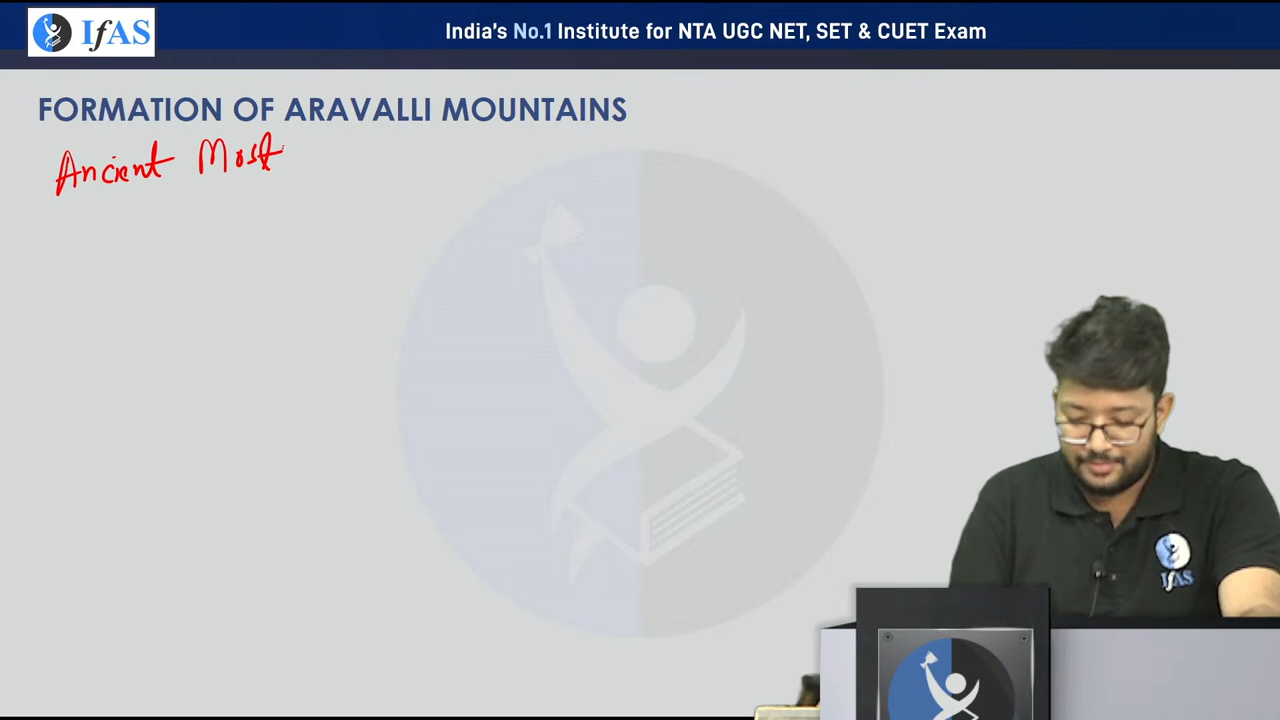 IfAS
India's No.1 Institute for NTA UGC NET, SET & CUET Exam
FORMATION OF ARAVALLI MOUNTAINS
Ancient Most
IfAS